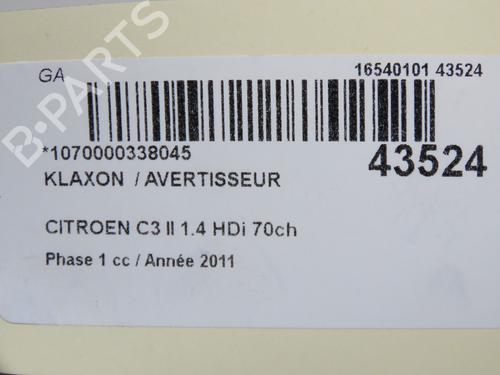 GA
16540101 43524
*1070000338045
43524
KLAXON / AVERTISSEUR
CITROEN C3 II 1.4 HDi 70ch
Phase 1 cc / Année 2011
B-PARTS